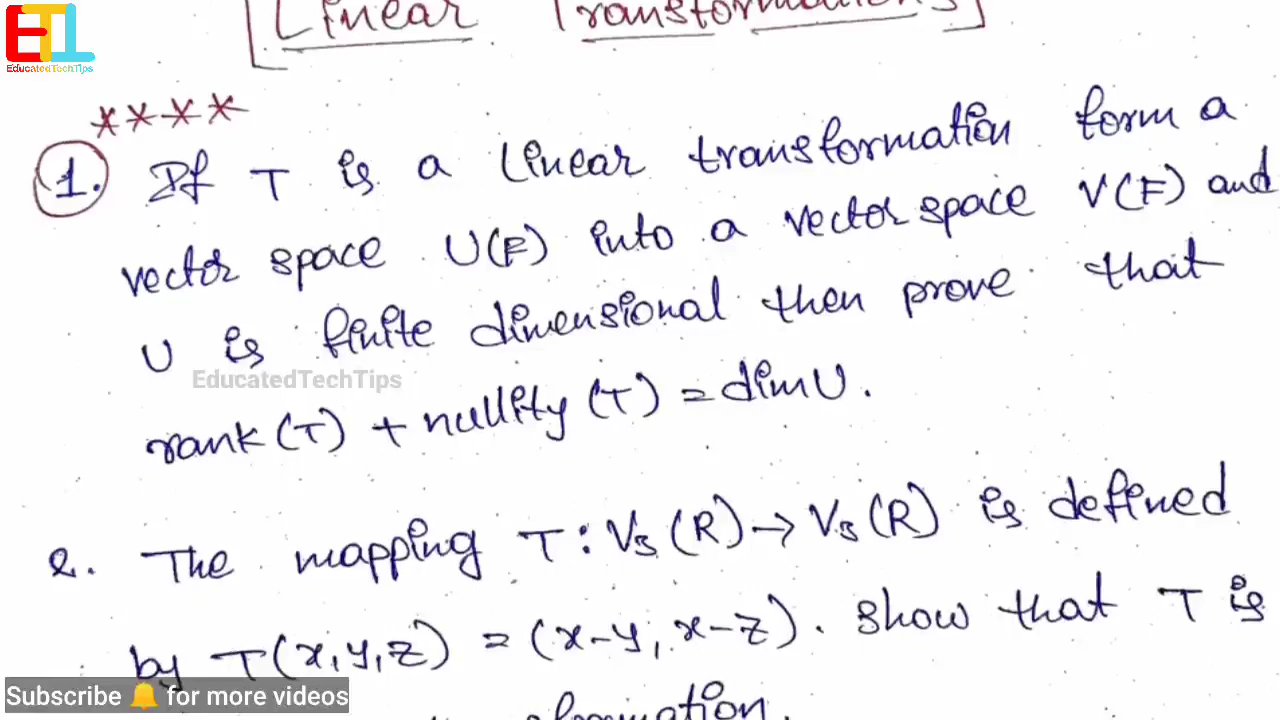 [Linear Transformations]
ETL
EducatedTechTips
****
1. If T is a linear transformation form a
vector space U(F) into a vector space V(F) and
U is finite dimensional then prove that
EducatedTechTips
rank (T) + nullity (T) = dim U.
2. The mapping T : V₃ (R) → V₃ (R) is defined
by T(x, y, z) = (x-y, x-z). show that T is
Subscribe 🔔 for more videos